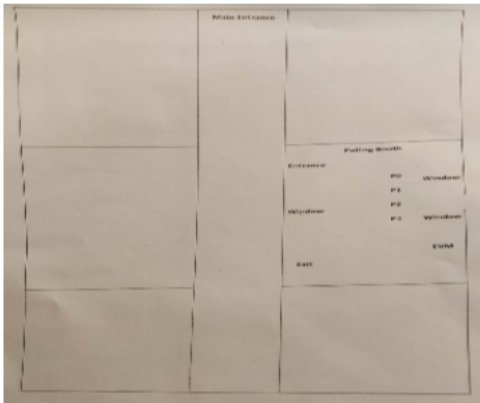 Main Entrance
Polling Booth
Entrance
P0 Window
P1
P2
Window
P3 Window
EVM
Exit